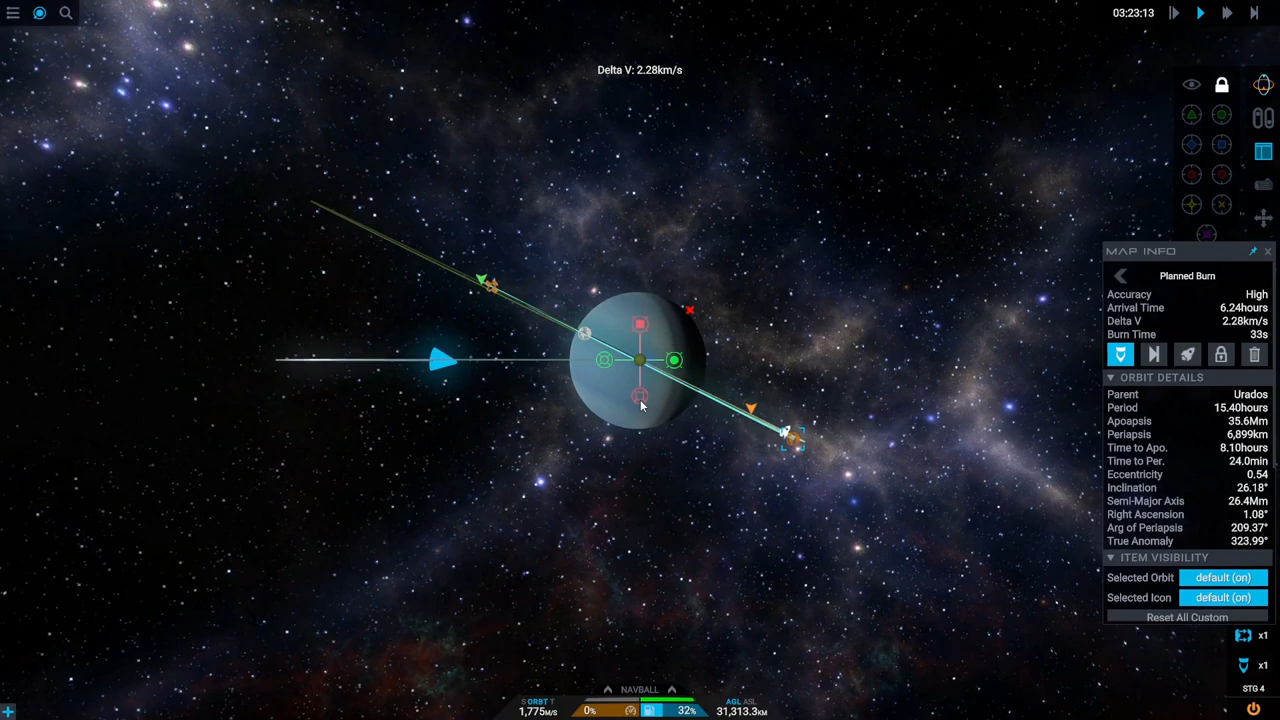 03:23:13
Delta V: 2.28km/s
MAP INFO
Planned Burn
Accuracy High
Arrival Time 6.24hours
Delta V 2.28km/s
Burn Time 33s
ORBIT DETAILS
Parent Urados
Period 15.40hours
Apoapsis 35.6Mm
Periapsis 6,899km
Time to Apo. 8.10hours
Time to Per. 24.0min
Eccentricity 0.54
Inclination 26.18°
Semi-Major Axis 26.4Mm
Right Ascension 1.08°
Arg of Periapsis 209.37°
True Anomaly 323.99°
ITEM VISIBILITY
Selected Orbit default (on)
Selected Icon default (on)
Reset All Custom
x1
x1
STG 4
NAVBALL
S ORBT T
1,775M/S
0%
32%
AGL ASL
31,313.3KM